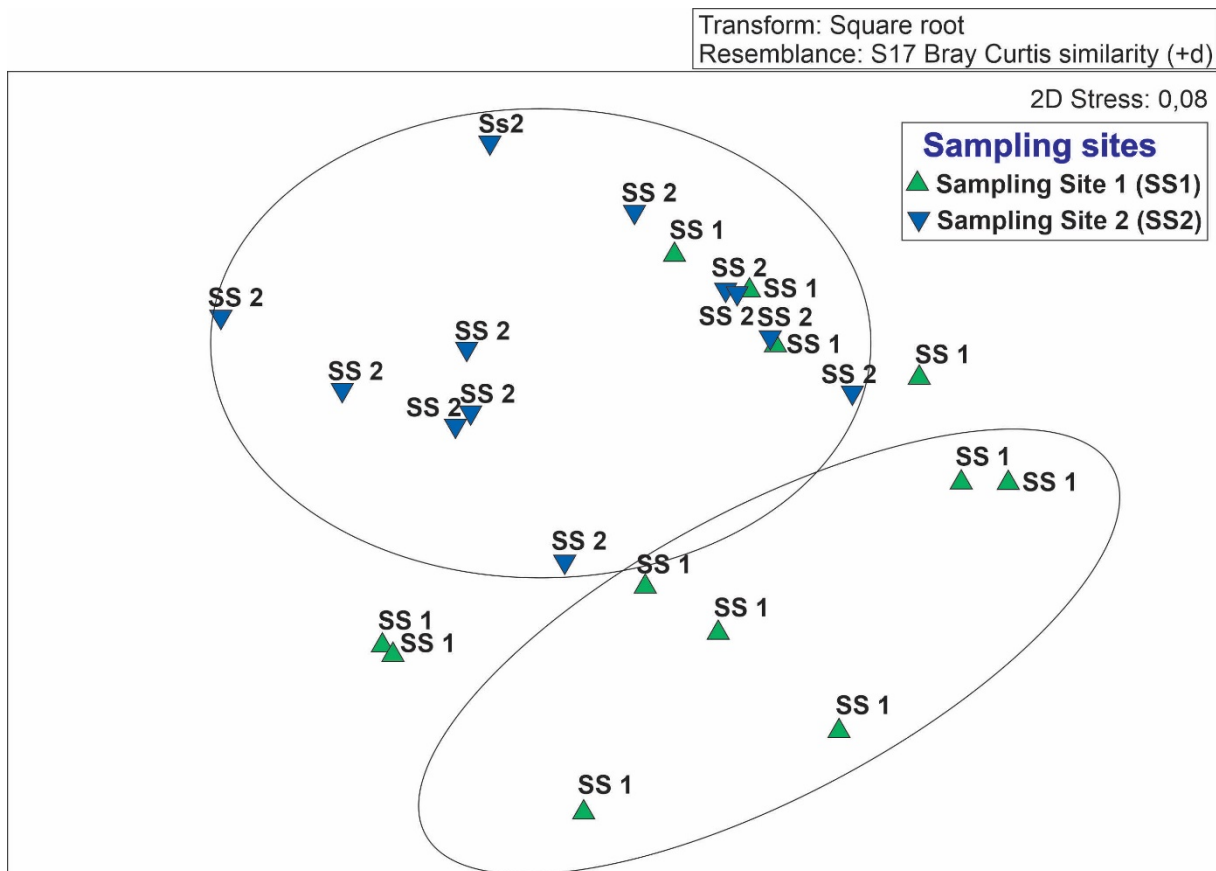 Transform: Square root
Resemblance: S17 Bray Curtis similarity (+d)
2D Stress: 0,08
Sampling sites
Sampling Site 1 (SS1)
Sampling Site 2 (SS2)
Ss2
SS 2
SS 1
SS 2
SS 1
SS 2
SS 2
SS 2
SS 1
SS 2
SS 1
SS 2
SS 2
SS 2
SS 2
SS 1
SS 1
SS 2
SS 1
SS 1
SS 1
SS 1
SS 1
SS 1